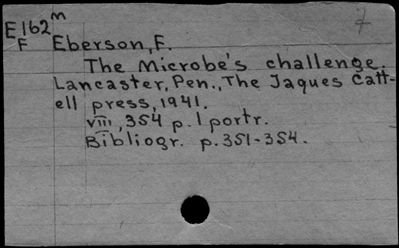 E162m
F
Eberson, F.
The Microbe's challenge.
Lancaster, Pen., The Jaques Catt-
ell press, 1941.
VIII, 354 p. 1 portr.
Bibliogr. p. 351-354.